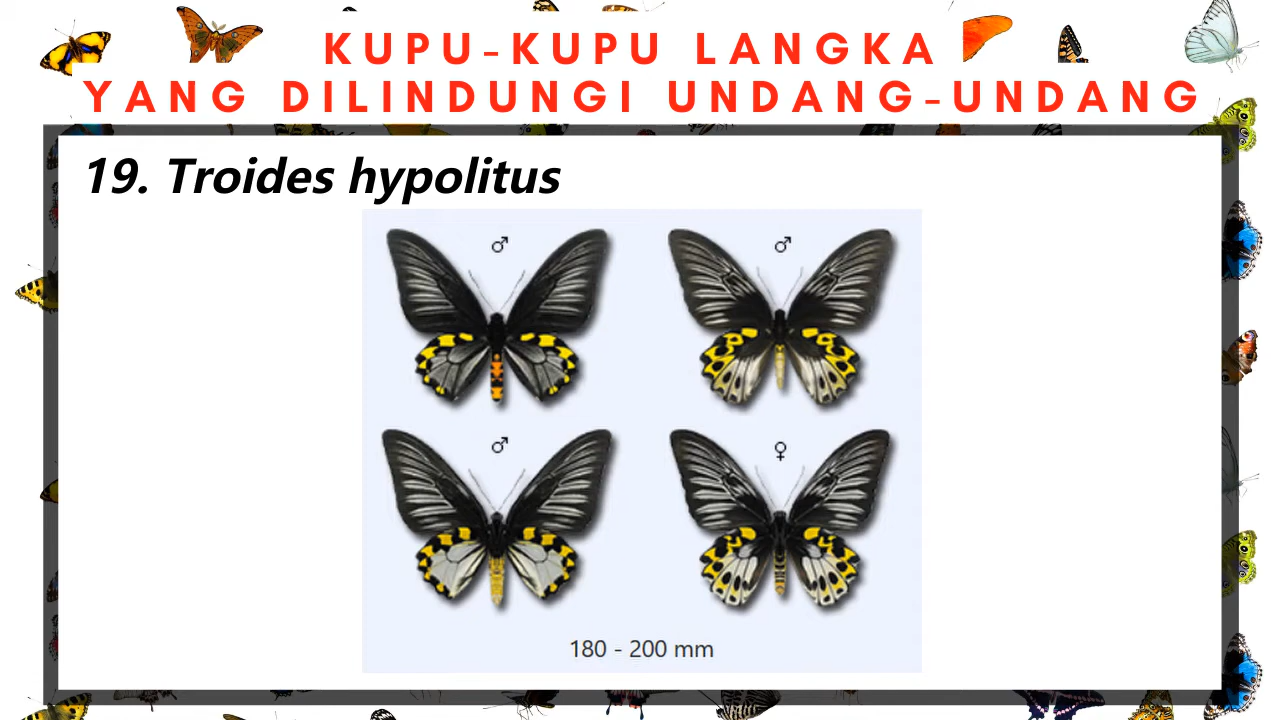 KUPU-KUPU LANGKA
YANG DILINDUNGI UNDANG-UNDANG
19. Troides hypolitus
♂ ♂
♂ ♀
180 - 200 mm